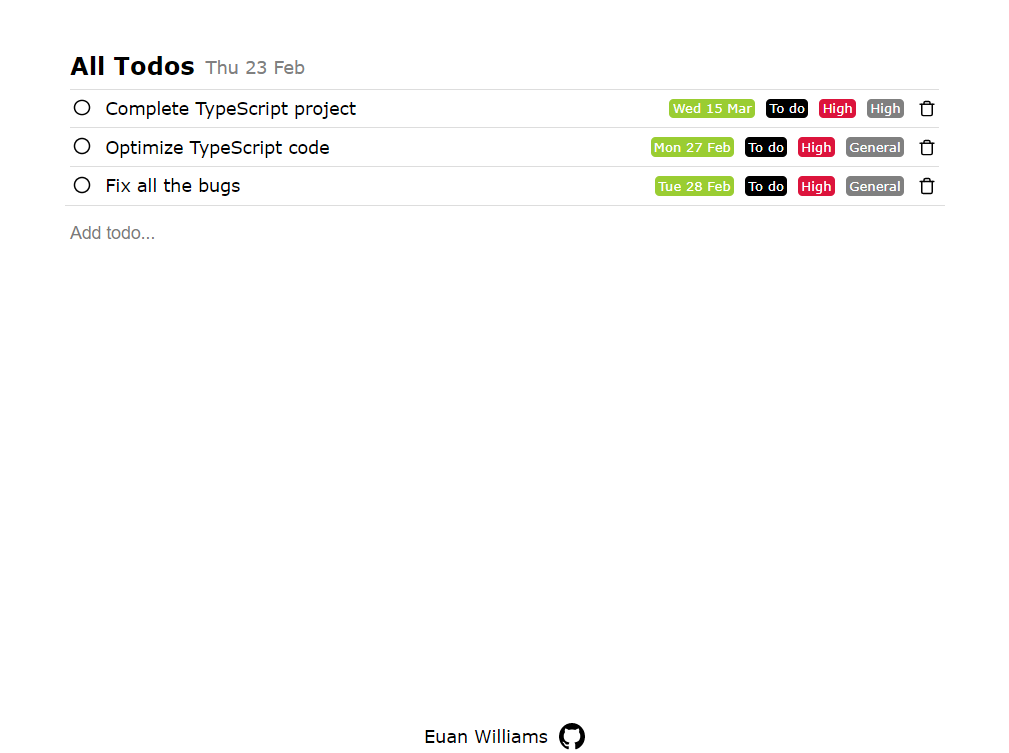 All Todos Thu 23 Feb
Complete TypeScript project Wed 15 Mar To do High High
Optimize TypeScript code Mon 27 Feb To do High General
Fix all the bugs Tue 28 Feb To do High General
Add todo...
Euan Williams